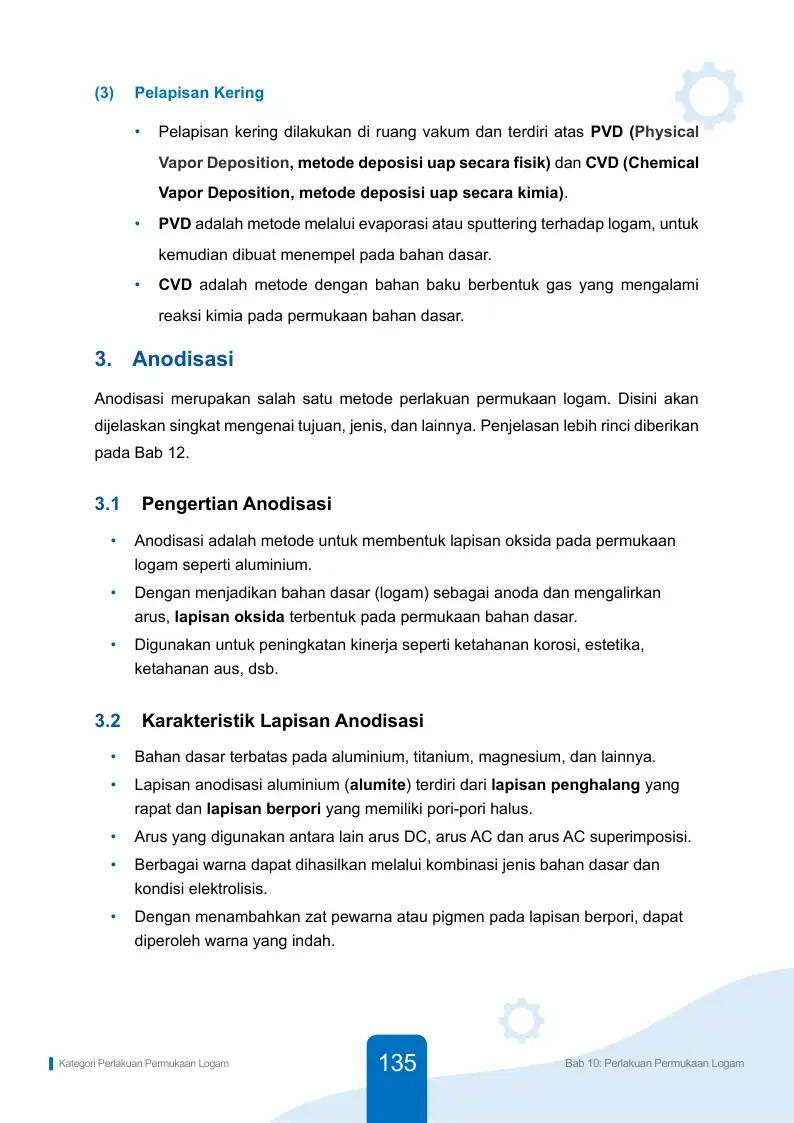 (3) Pelapisan Kering
• Pelapisan kering dilakukan di ruang vakum dan terdiri atas PVD (Physical
Vapor Deposition, metode deposisi uap secara fisik) dan CVD (Chemical
Vapor Deposition, metode deposisi uap secara kimia).
• PVD adalah metode melalui evaporasi atau sputtering terhadap logam, untuk
kemudian dibuat menempel pada bahan dasar.
• CVD adalah metode dengan bahan baku berbentuk gas yang mengalami
reaksi kimia pada permukaan bahan dasar.
3. Anodisasi
Anodisasi merupakan salah satu metode perlakuan permukaan logam. Disini akan
dijelaskan singkat mengenai tujuan, jenis, dan lainnya. Penjelasan lebih rinci diberikan
pada Bab 12.
3.1 Pengertian Anodisasi
• Anodisasi adalah metode untuk membentuk lapisan oksida pada permukaan
logam seperti aluminium.
• Dengan menjadikan bahan dasar (logam) sebagai anoda dan mengalirkan
arus, lapisan oksida terbentuk pada permukaan bahan dasar.
• Digunakan untuk peningkatan kinerja seperti ketahanan korosi, estetika,
ketahanan aus, dsb.
3.2 Karakteristik Lapisan Anodisasi
• Bahan dasar terbatas pada aluminium, titanium, magnesium, dan lainnya.
• Lapisan anodisasi aluminium (alumite) terdiri dari lapisan penghalang yang
rapat dan lapisan berpori yang memiliki pori-pori halus.
• Arus yang digunakan antara lain arus DC, arus AC dan arus AC superimposisi.
• Berbagai warna dapat dihasilkan melalui kombinasi jenis bahan dasar dan
kondisi elektrolisis.
• Dengan menambahkan zat pewarna atau pigmen pada lapisan berpori, dapat
diperoleh warna yang indah.
Kategori Perlakuan Permukaan Logam
135
Bab 10: Perlakuan Permukaan Logam